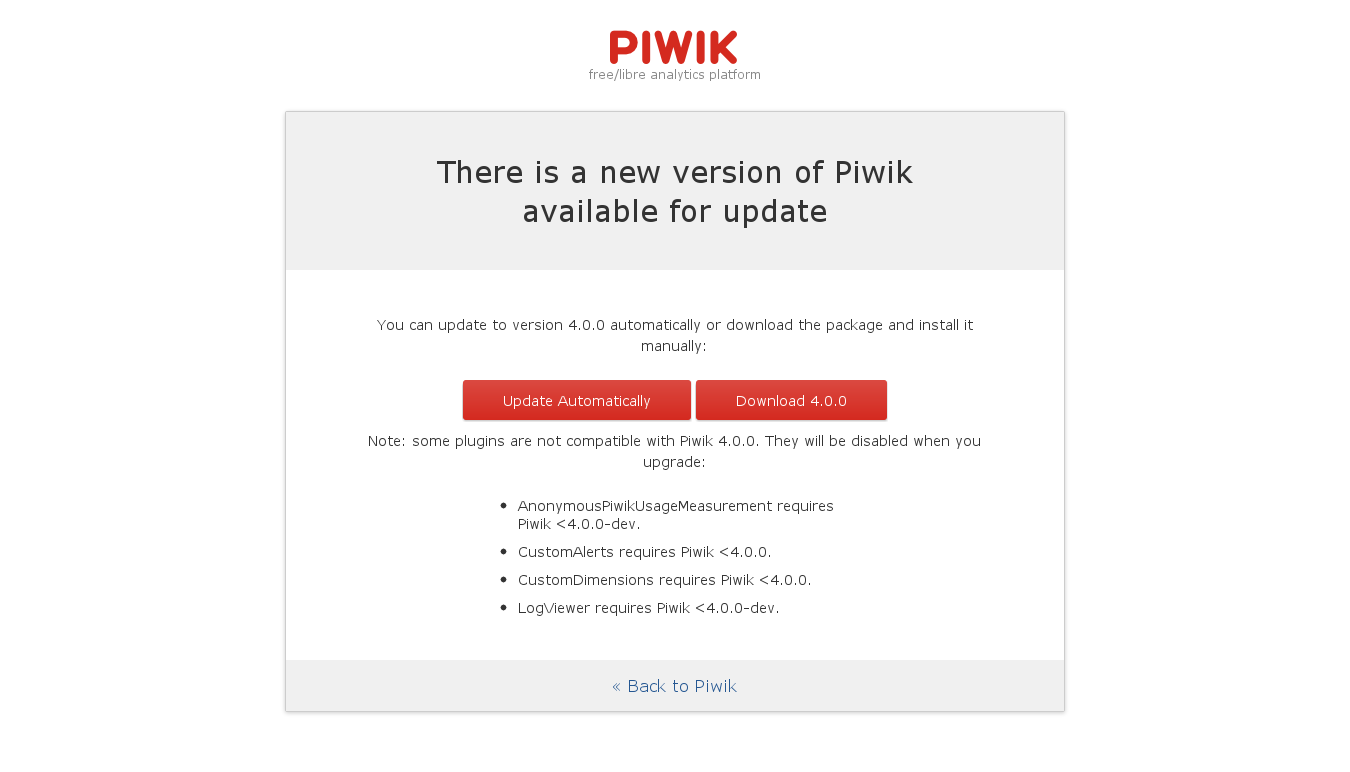 PIWIK
free/libre analytics platform
There is a new version of Piwik
available for update
You can update to version 4.0.0 automatically or download the package and install it
manually:
Update Automatically
Download 4.0.0
Note: some plugins are not compatible with Piwik 4.0.0. They will be disabled when you
upgrade:
• AnonymousPiwikUsageMeasurement requires
Piwik <4.0.0-dev.
• CustomAlerts requires Piwik <4.0.0.
• CustomDimensions requires Piwik <4.0.0.
• LogViewer requires Piwik <4.0.0-dev.
« Back to Piwik